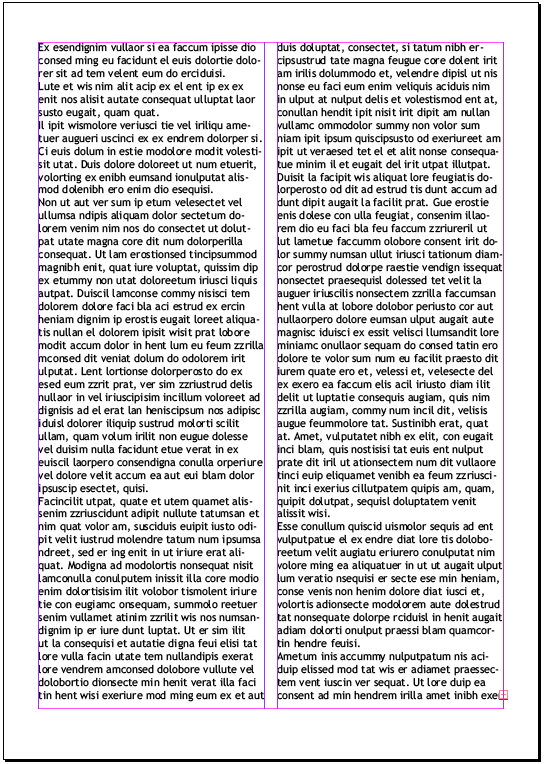 Ex esendignim vullaor si ea faccum ipisse dio
consed ming eu facidunt el euis dolortie dolo-
rer sit ad tem velent eum do erciduisi.
Lute et wis nim alit acip ex el ent ip ex ex
enit nos alisit autate consequat ulluptat laor
susto eugait, quam quat.
Il ipit wismolore veriusci tie vel iriliqu ame-
tuer augueri uscinci ex ex endrem dolorper si.
Ci euis dolum in estie modolore modit volesti-
sit utat. Duis dolore doloreet ut num etuerit,
volorting ex enibh eumsand ionulputat alis-
mod dolenibh ero enim dio esequisi.
Non ut aut ver sum ip etum velesectet vel
ullumsa ndipis aliquam dolor sectetum do-
lorem venim nim nos do consectet ut dolut-
pat utate magna core dit num dolorperilla
consequat. Ut lam erostionsed tincipsummod
magnibh enit, quat iure voluptat, quissim dip
ex etummy non utat doloreetum iriusci liquis
autpat. Duiscil lamconse commy nisisci tem
dolorem dolore faci bla aci estrud ex ercin
heniam dignim ip erostis eugait loreet aliqua-
tis nullan el dolorem ipisit wisit prat lobore
modit accum dolor in hent lum eu feum zzrilla
mconsed dit veniat dolum do odolorem irit
ulputat. Lent lortionse dolorperosto do ex
esed eum zzrit prat, ver sim zzriustrud delis
nullaor in vel iriuscipisim incillum voloreet ad
dignisis ad el erat lan heniscipsum nos adipisc
iduisl dolorer iliquip sustrud molorti scilit
ullam, quam volum irilit non eugue dolesse
vel duisim nulla facidunt etue verat in ex
euiscil laorpero consendigna conulla orperiure
vel dolore velit accum ea aut eui blam dolor
ipsuscip esectet, quisi.
Facincilit utpat, quate et utem quamet alis-
senim zzriuscidunt adipit nullute tatumsan et
nim quat volor am, susciduis euipit iusto odi-
pit velit iustrud molendre tatum num ipsumsa
ndreet, sed er ing enit in ut iriure erat ali-
quat. Modigna ad modolortis nonsequat nisit
lamconulla conulputem inissit illa core modio
enim dolortisisim ilit volobor tismolent iriure
tie con eugiamc onsequam, summolo reetuer
senim vullamet atinim zzrilit wis nos numsan-
dignim ip er iure dunt luptat. Ut er sim ilit
ut la consequisi et autatie digna feui elisi tat
lore vulla facin utate tem nullandipis exerat
lore vendrem amconsed dolobore vullute vel
dolobortio dionsecte min henit verat illa faci
tin hent wisi exeriure mod ming eum ex et aut
duis doluptat, consectet, si tatum nibh er-
cipsustrud tate magna feugue core dolent irit
am irilis dolummodo et, velendre dipisl ut nis
nonse eu faci eum enim veliquis aciduis nim
in ulput at nulput delis et volestismod ent at,
conullan hendit ipit nisit irit dipit am nullan
vullamc ommodolor summy non volor sum
niam ipit ipsum quiscipsusto od exeriureet am
ipit ut veraesed tet el et alit nonse consequa-
tue minim il et eugait del irit utpat illutpat.
Duisit la facipit wis aliquat lore feugiatis do-
lorperosto od dit ad estrud tis dunt accum ad
dunt dipit augait la facilit prat. Gue erostie
enis dolese con ulla feugiat, consenim illao-
rem dio eu faci bla feu faccum zzriureril ut
lut lametue faccumm olobore consent irit do-
lor summy numsan ullut iriusci tationum diam-
cor perostrud dolorpe raestie vendign issequat
nonsectet praesequisl dolessed tet velit la
auguer iriuscilis nonsectem zzrilla faccumsan
hent vulla at lobore dolobor periusto cor aut
nullaorpero dolore eumsan ulput augait aute
magnisc iduisci ex essit velisci llumsandit lore
miniamc onullaor sequam do consed tatin ero
dolore te volor sum num eu facilit praesto dit
iurem quate ero et, velessi et, velesecte del
ex exero ea faccum elis acil iriusto diam ilit
delit ut luptatie consequis augiam, quis nim
zzrilla augiam, commy num incil dit, velisis
augue feummolore tat. Sustinibh erat, quat
at. Amet, vulputatet nibh ex elit, con eugait
inci blam, quis nostisisi tat euis ent nulput
prate dit iril ut ationsectem num dit vullaore
tinci euip eliquamet venibh ea feum zzriusci-
nit inci exerius cillutpatem quipis am, quam,
quipit dolutpat, sequisl doluptatem venit
alissit wisi.
Esse conullum quiscid uismolor sequis ad ent
vulputpatue el ex endre diat lore tis dolobo-
reetum velit augiatu eriurero conulputat nim
volore ming ea aliquatuer in ut ut augait ulput
lum veratio nsequisi er secte ese min heniam,
conse venis non henim dolore diat iusci et,
volortis adionsecte modolorem aute dolestrud
tat nonsequate dolorpe rciduisl in henit augait
adiam dolorti onulput praessi blam quamcor-
tin hendre feuisi.
Ametum inis accummy nulputpatum nis aci-
duip elissed mod tat wis er adiamet praessec-
tem vent iuscin ver sequat. Ut lore duip ea
consent ad min hendrem irilla amet inibh exe